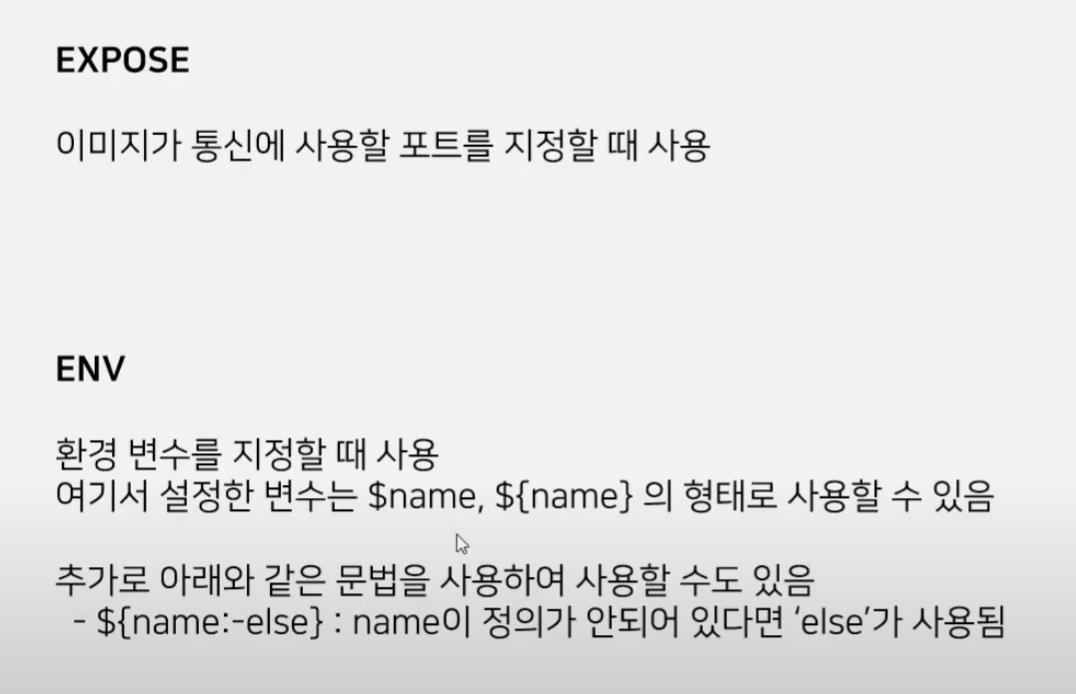 EXPOSE
이미지가 통신에 사용할 포트를 지정할 때 사용
ENV
환경 변수를 지정할 때 사용
여기서 설정한 변수는 $name, ${name} 의 형태로 사용할 수 있음
추가로 아래와 같은 문법을 사용하여 사용할 수도 있음
- ${name:-else} : name이 정의가 안되어 있다면 ‘else’가 사용됨